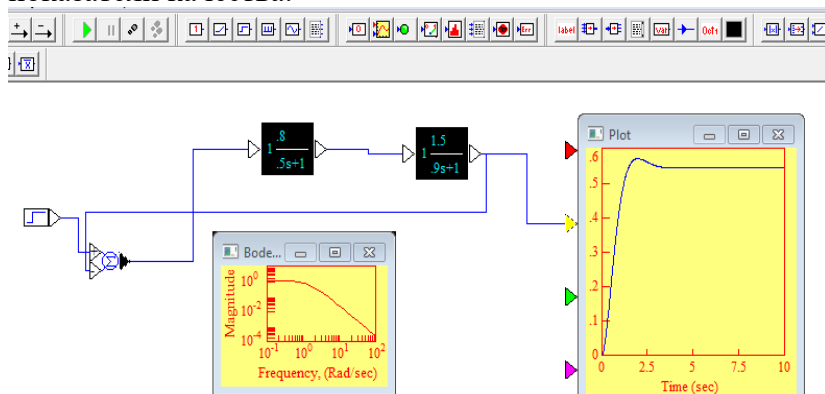 label
var
Err
.8
1
.5s+1
1.5
1
.9s+1
Plot
.6
.5
.4
.3
.2
.1
0
0 2.5 5 7.5 10
Time (sec)
Bode...
Magnitude
10^0
10^-2
10^-4
10^-1 10^0 10^1 10^2
Frequency, (Rad/sec)